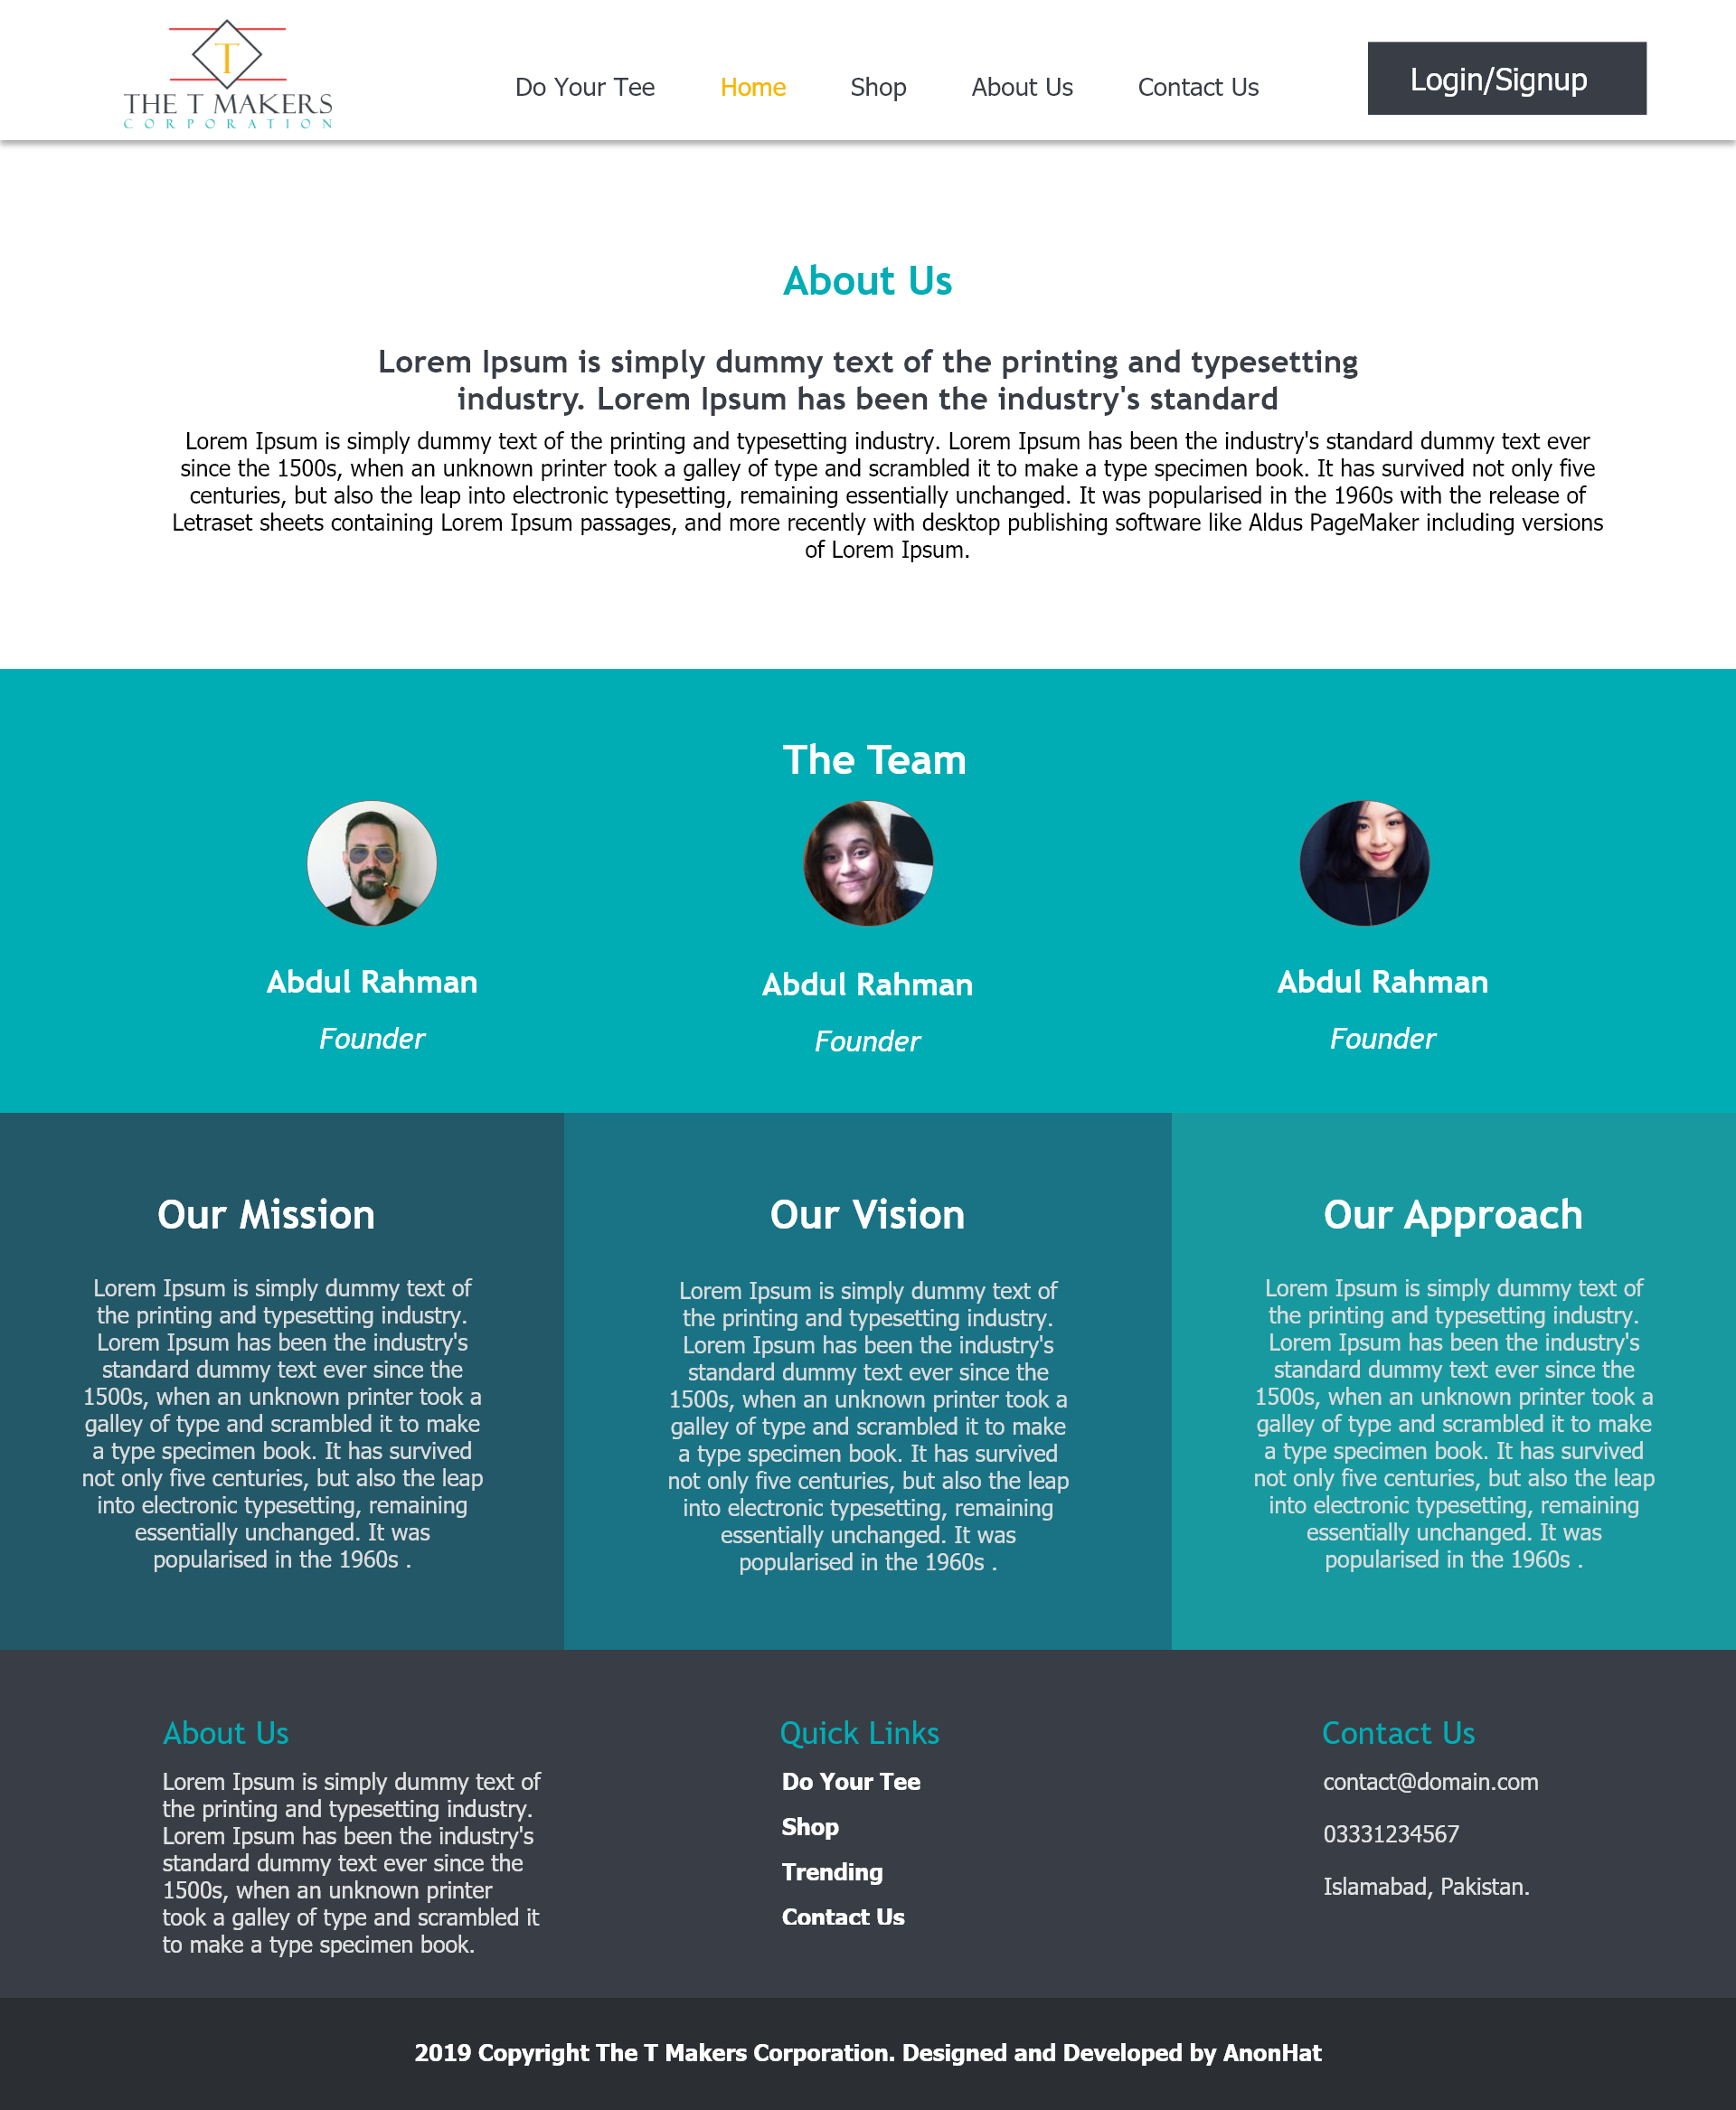 T
THE T MAKERS
CORPORATION
Do Your Tee
Home
Shop
About Us
Contact Us
Login/Signup
About Us
Lorem Ipsum is simply dummy text of the printing and typesetting
industry. Lorem Ipsum has been the industry's standard
Lorem Ipsum is simply dummy text of the printing and typesetting industry. Lorem Ipsum has been the industry's standard dummy text ever
since the 1500s, when an unknown printer took a galley of type and scrambled it to make a type specimen book. It has survived not only five
centuries, but also the leap into electronic typesetting, remaining essentially unchanged. It was popularised in the 1960s with the release of
Letraset sheets containing Lorem Ipsum passages, and more recently with desktop publishing software like Aldus PageMaker including versions
of Lorem Ipsum.
The Team
Abdul Rahman
Founder
Abdul Rahman
Founder
Abdul Rahman
Founder
Our Mission
Lorem Ipsum is simply dummy text of
the printing and typesetting industry.
Lorem Ipsum has been the industry's
standard dummy text ever since the
1500s, when an unknown printer took a
galley of type and scrambled it to make
a type specimen book. It has survived
not only five centuries, but also the leap
into electronic typesetting, remaining
essentially unchanged. It was
popularised in the 1960s .
Our Vision
Lorem Ipsum is simply dummy text of
the printing and typesetting industry.
Lorem Ipsum has been the industry's
standard dummy text ever since the
1500s, when an unknown printer took a
galley of type and scrambled it to make
a type specimen book. It has survived
not only five centuries, but also the leap
into electronic typesetting, remaining
essentially unchanged. It was
popularised in the 1960s .
Our Approach
Lorem Ipsum is simply dummy text of
the printing and typesetting industry.
Lorem Ipsum has been the industry's
standard dummy text ever since the
1500s, when an unknown printer took a
galley of type and scrambled it to make
a type specimen book. It has survived
not only five centuries, but also the leap
into electronic typesetting, remaining
essentially unchanged. It was
popularised in the 1960s .
About Us
Lorem Ipsum is simply dummy text of
the printing and typesetting industry.
Lorem Ipsum has been the industry's
standard dummy text ever since the
1500s, when an unknown printer
took a galley of type and scrambled it
to make a type specimen book.
Quick Links
Do Your Tee
Shop
Trending
Contact Us
Contact Us
contact@domain.com
03331234567
Islamabad, Pakistan.
2019 Copyright The T Makers Corporation. Designed and Developed by AnonHat